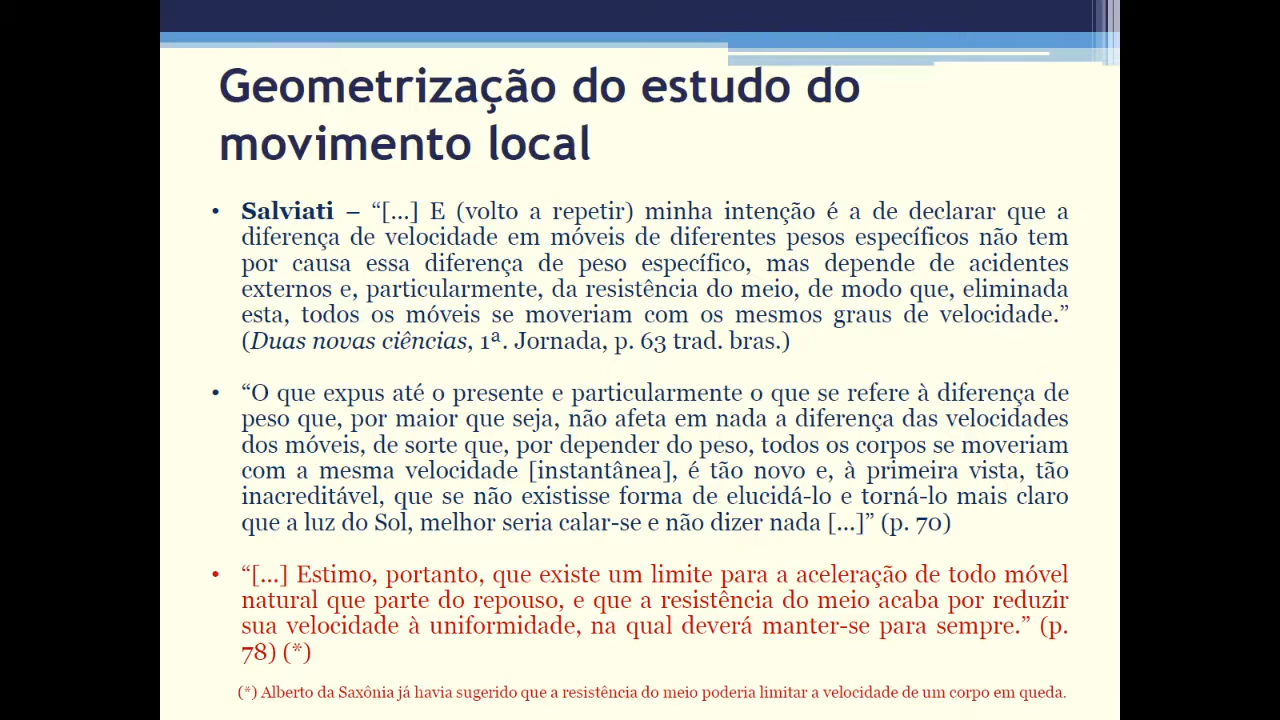 Geometrização do estudo do
movimento local
• Salviati – “[...] E (volto a repetir) minha intenção é a de declarar que a
diferença de velocidade em móveis de diferentes pesos específicos não tem
por causa essa diferença de peso específico, mas depende de acidentes
externos e, particularmente, da resistência do meio, de modo que, eliminada
esta, todos os móveis se moveriam com os mesmos graus de velocidade.”
(Duas novas ciências, 1ª. Jornada, p. 63 trad. bras.)
• “O que expus até o presente e particularmente o que se refere à diferença de
peso que, por maior que seja, não afeta em nada a diferença das velocidades
dos móveis, de sorte que, por depender do peso, todos os corpos se moveriam
com a mesma velocidade [instantânea], é tão novo e, à primeira vista, tão
inacreditável, que se não existisse forma de elucidá-lo e torná-lo mais claro
que a luz do Sol, melhor seria calar-se e não dizer nada [...]” (p. 70)
• “[...] Estimo, portanto, que existe um limite para a aceleração de todo móvel
natural que parte do repouso, e que a resistência do meio acaba por reduzir
sua velocidade à uniformidade, na qual deverá manter-se para sempre.” (p.
78) (*)
(*) Alberto da Saxônia já havia sugerido que a resistência do meio poderia limitar a velocidade de um corpo em queda.